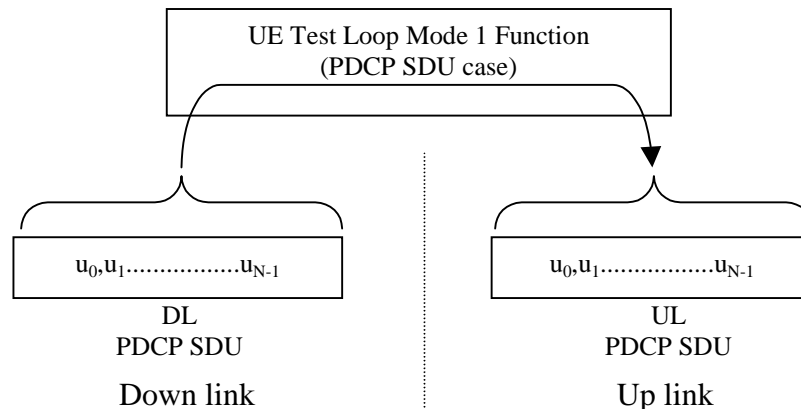 UE Test Loop Mode 1 Function
(PDCP SDU case)
u0,u1..................uN-1
u0,u1..................uN-1
DL
PDCP SDU
UL
PDCP SDU
Down link
Up link